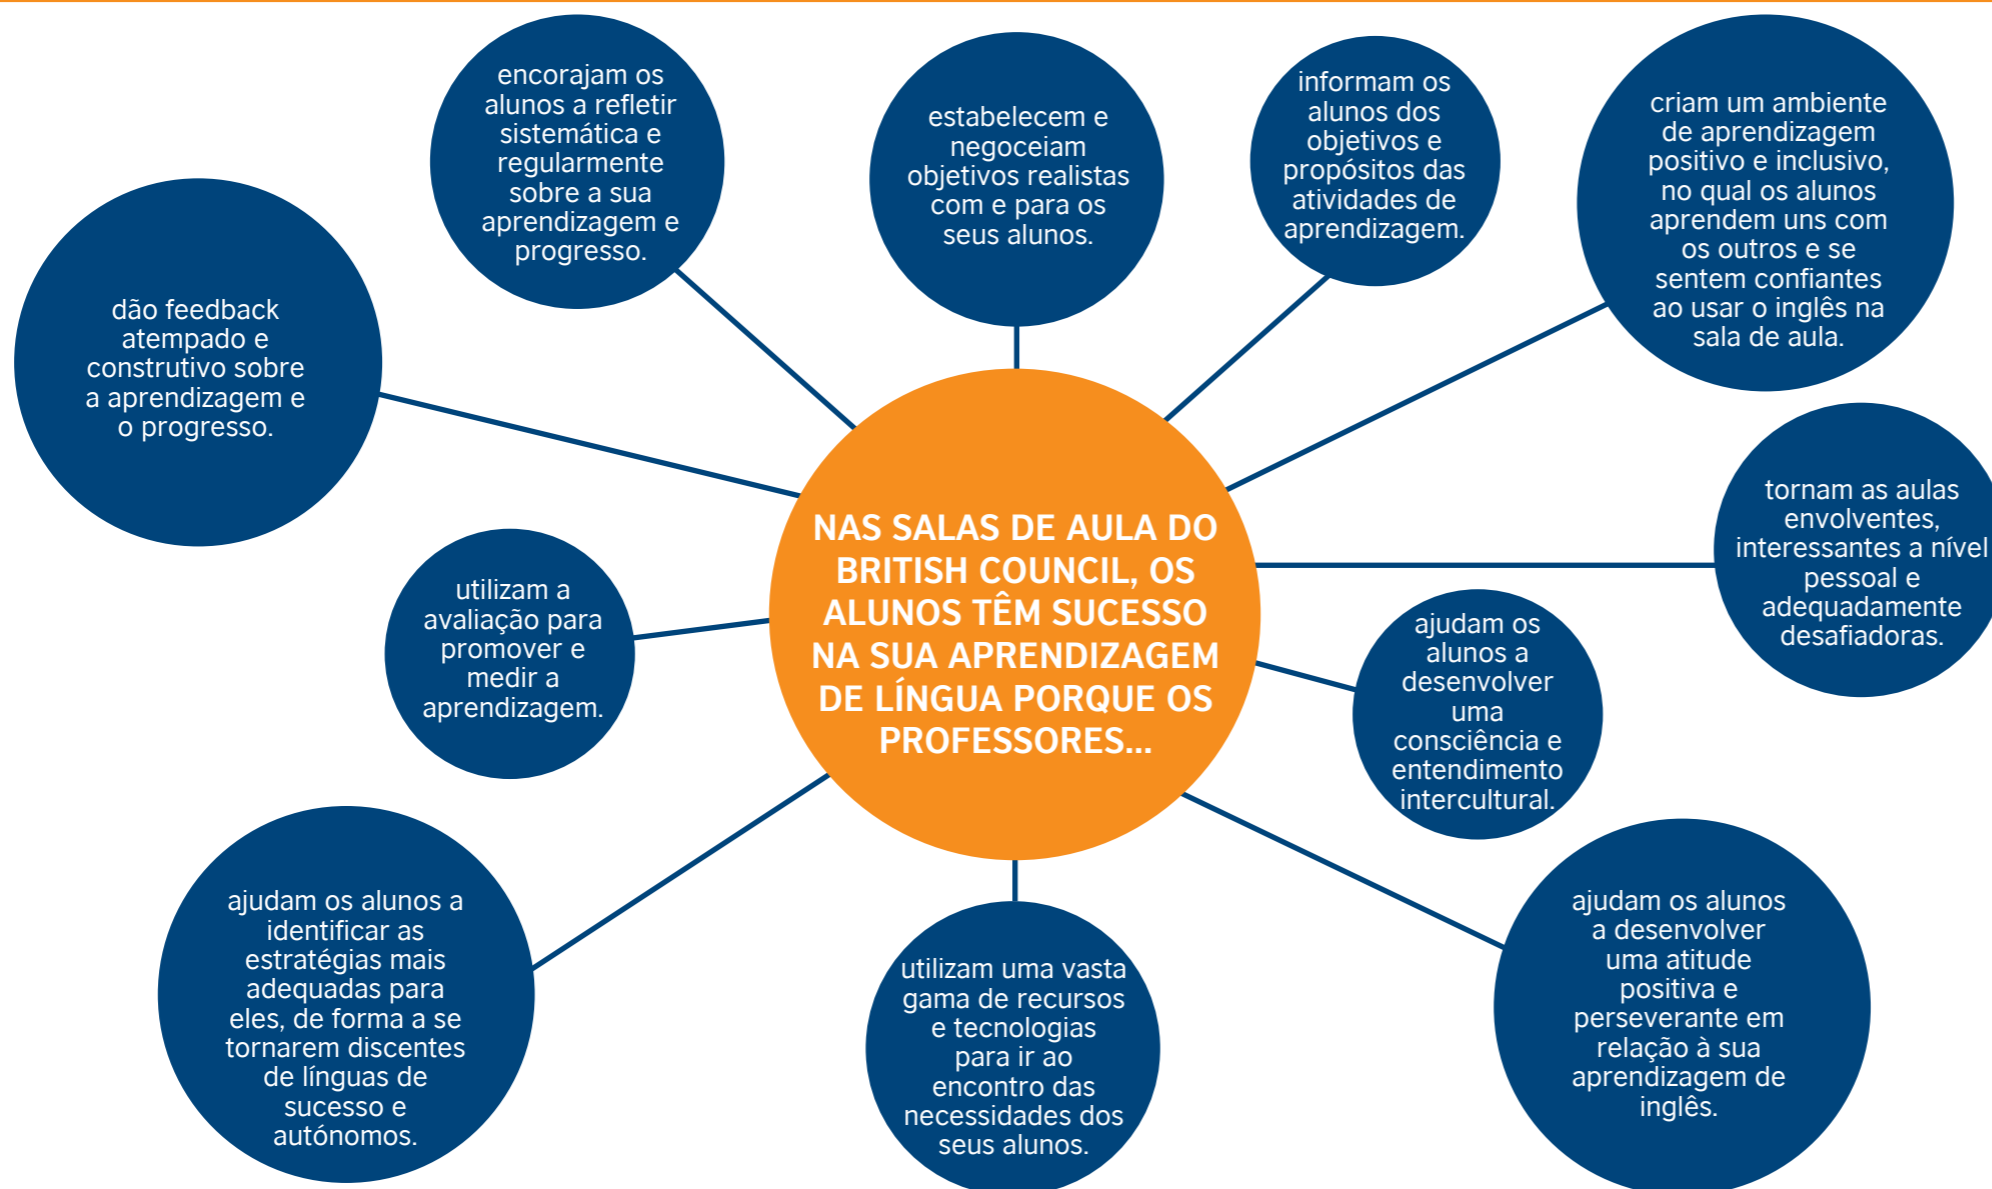 encorajam os
alunos a refletir
sistemática e
regularmente
sobre a sua
aprendizagem e
progresso.
estabelecem e
negoceiam
objetivos realistas
com e para os
seus alunos.
informam os
alunos dos
objetivos e
propósitos das
atividades de
aprendizagem.
criam um ambiente
de aprendizagem
positivo e inclusivo,
no qual os alunos
aprendem uns com
os outros e se
sentem confiantes
ao usar o inglês na
sala de aula.
dão feedback
atempado e
construtivo sobre
a aprendizagem e
o progresso.
NAS SALAS DE AULA DO
BRITISH COUNCIL, OS
ALUNOS TÊM SUCESSO
NA SUA APRENDIZAGEM
DE LÍNGUA PORQUE OS
PROFESSORES...
tornam as aulas
envolventes,
interessantes a nível
pessoal e
adequadamente
desafiadoras.
utilizam a
avaliação para
promover e
medir a
aprendizagem.
ajudam os
alunos a
desenvolver
uma
consciência e
entendimento
intercultural.
ajudam os alunos a
identificar as
estratégias mais
adequadas para
eles, de forma a se
tornarem discentes
de línguas de
sucesso e
autónomos.
utilizam uma vasta
gama de recursos
e tecnologias
para ir ao
encontro das
necessidades dos
seus alunos.
ajudam os alunos
a desenvolver
uma atitude
positiva e
perseverante em
relação à sua
aprendizagem de
inglês.